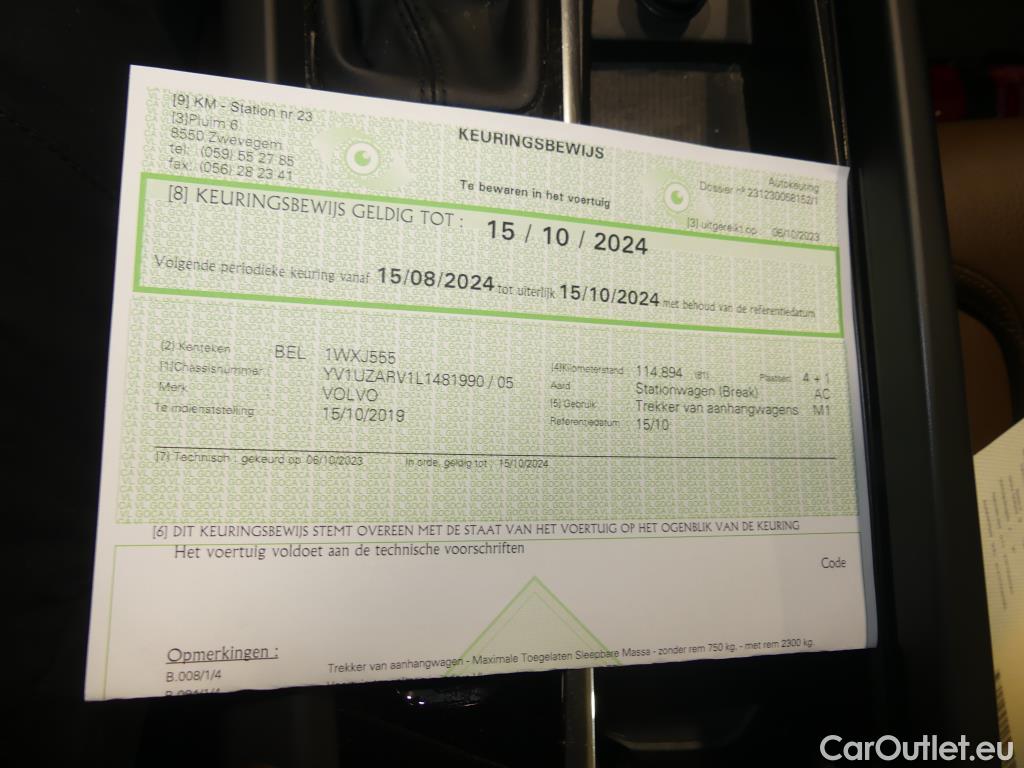 [9] KM - Station nr 23
[3]Pluim 6
8550 Zwevegem
tel: (059) 55 27 85
fax: (056) 28 23 41
KEURINGSBEWIJS
Te bewaren in het voertuig
Autokeuring
Dossier nº 231230058152/1
[3] uitgereikt op 06/10/2023
[8] KEURINGSBEWIJS GELDIG TOT : 15 / 10 / 2024
Volgende periodieke keuring vanaf 15/08/2024 tot uiterlijk 15/10/2024 met behoud van de referentiedatum
(2) Kenteken BEL 1WXJ555
[1]Chassisnummer YV1UZARV1L1481990 / 05
Merk VOLVO
Te indienststelling 15/10/2019
[4]Kilometerstand 114.894 Plaatsen 4 + 1
Aard Stationwagen (Break) AC
[5] Gebruik Trekker van aanhangwagens M1
Referentiedatum 15/10
[7] Technisch : gekeurd op 06/10/2023 In orde, geldig tot : 15/10/2024
[6] DIT KEURINGSBEWIJS STEMT OVEREEN MET DE STAAT VAN HET VOERTUIG OP HET OGENBLIK VAN DE KEURING
Het voertuig voldoet aan de technische voorschriften
Code
Opmerkingen :
B.008/1/4 Trekker van aanhangwagen - Maximale Toegelaten Sleepbare Massa - zonder rem 750 kg. - met rem 2300 kg.
CarOutlet.eu